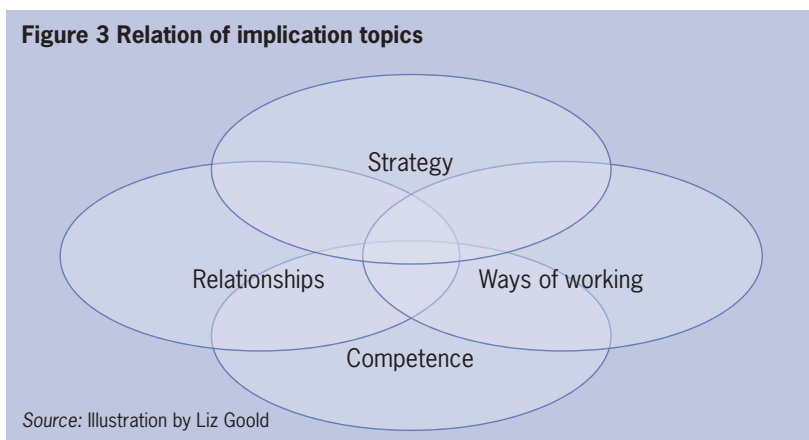 Figure 3 Relation of implication topics
Strategy
Relationships
Ways of working
Competence
Source: Illustration by Liz Goold